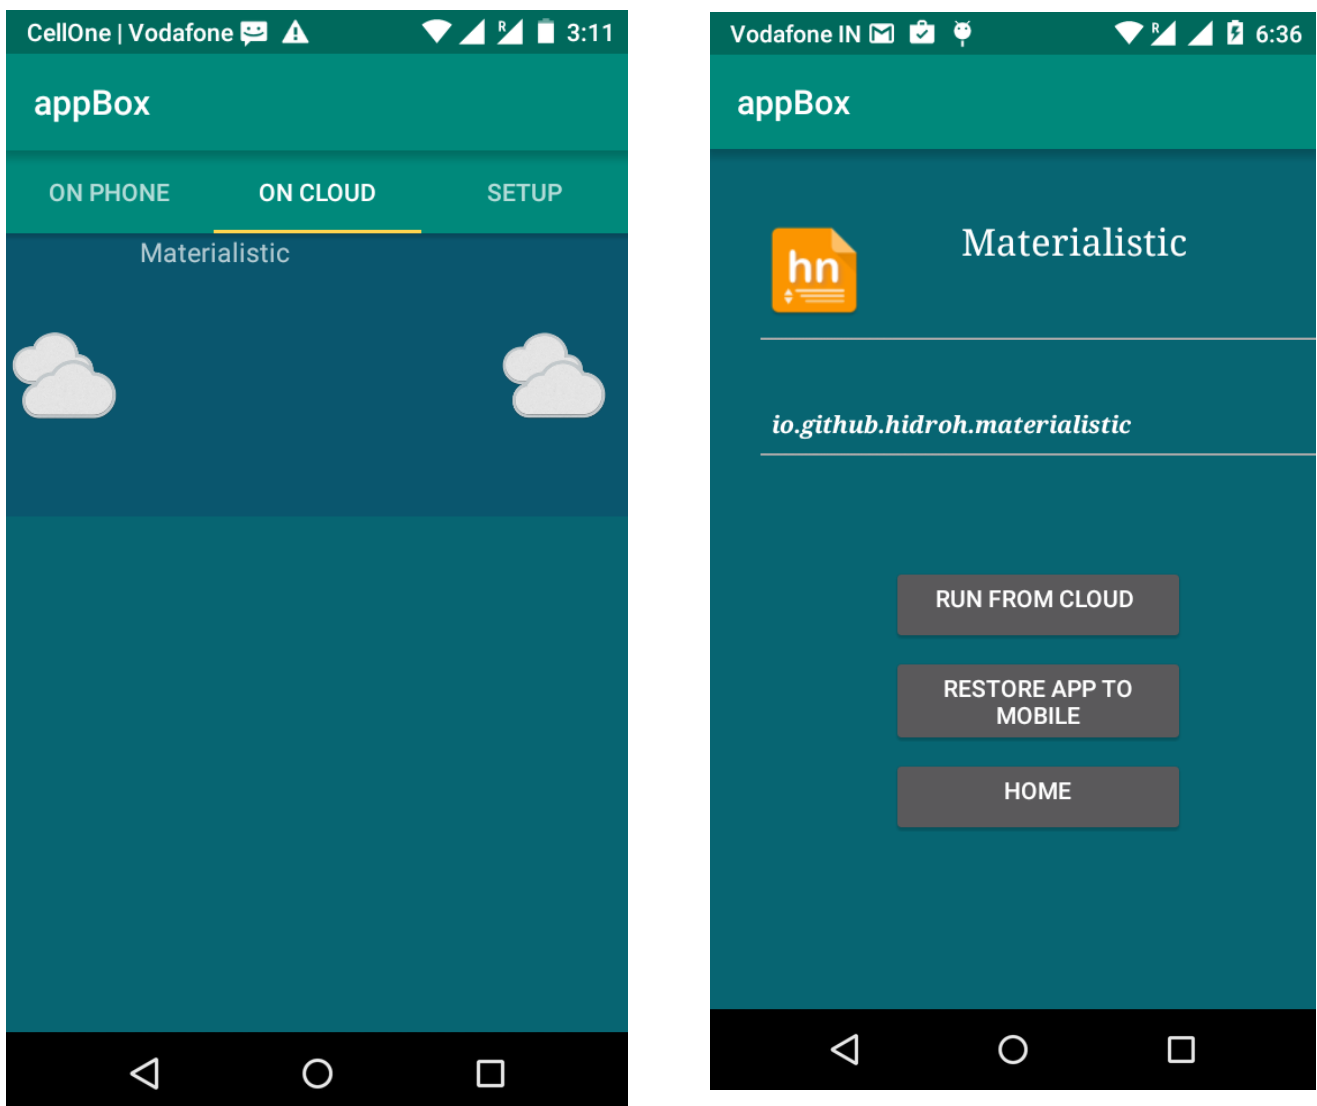 CellOne | Vodafone 3:11
appBox
ON PHONE ON CLOUD SETUP
Materialistic
Vodafone IN R 6:36
appBox
hn Materialistic
io.github.hidroh.materialistic
RUN FROM CLOUD
RESTORE APP TO
MOBILE
HOME